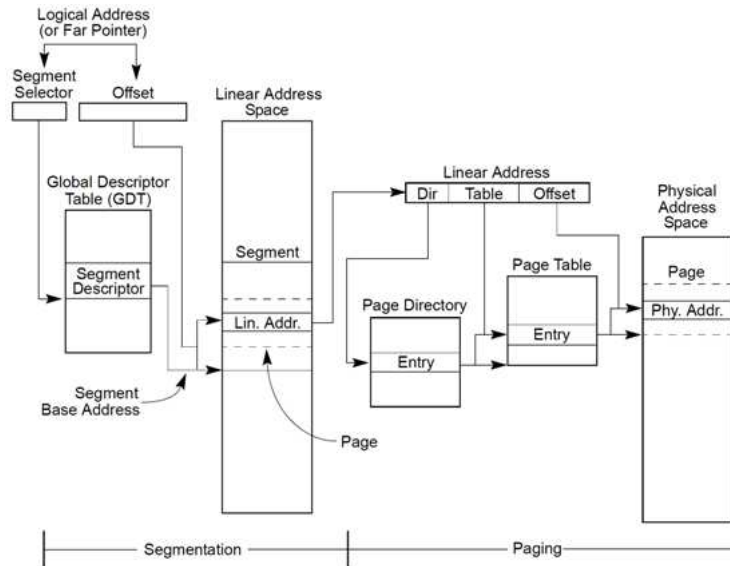 Logical Address
(or Far Pointer)
Segment
Selector
Offset
Linear Address
Space
Global Descriptor
Table (GDT)
Segment
Descriptor
Segment
Base Address
Segment
Lin. Addr.
Page
Linear Address
Dir Table Offset
Page Directory
Entry
Page Table
Entry
Physical
Address
Space
Page
Phy. Addr.
Segmentation
Paging